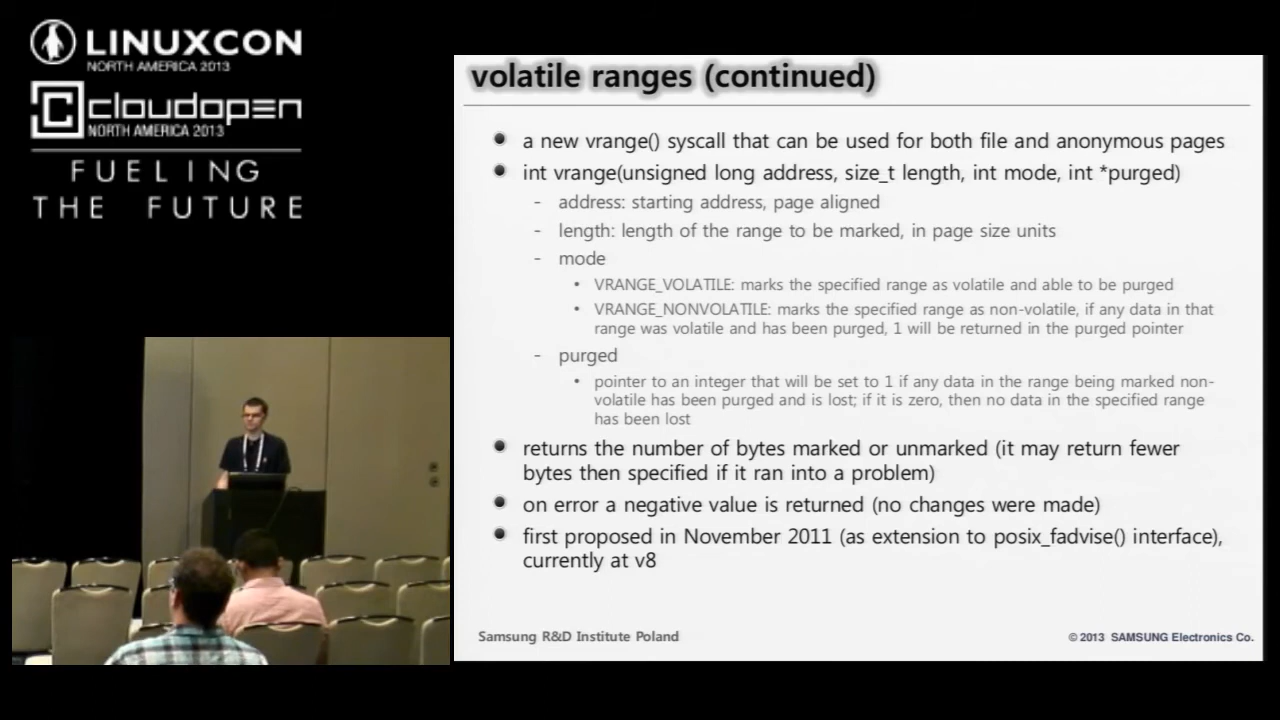 LINUXCON
NORTH AMERICA 2013
cloudopen
NORTH AMERICA 2013
FUELING
THE FUTURE
volatile ranges (continued)
a new vrange() syscall that can be used for both file and anonymous pages
int vrange(unsigned long address, size_t length, int mode, int *purged)
- address: starting address, page aligned
- length: length of the range to be marked, in page size units
- mode
VRANGE_VOLATILE: marks the specified range as volatile and able to be purged
VRANGE_NONVOLATILE: marks the specified range as non-volatile, if any data in that
range was volatile and has been purged, 1 will be returned in the purged pointer
- purged
pointer to an integer that will be set to 1 if any data in the range being marked non-
volatile has been purged and is lost; if it is zero, then no data in the specified range
has been lost
returns the number of bytes marked or unmarked (it may return fewer
bytes then specified if it ran into a problem)
on error a negative value is returned (no changes were made)
first proposed in November 2011 (as extension to posix_fadvise() interface),
currently at v8
Samsung R&D Institute Poland
© 2013 SAMSUNG Electronics Co.